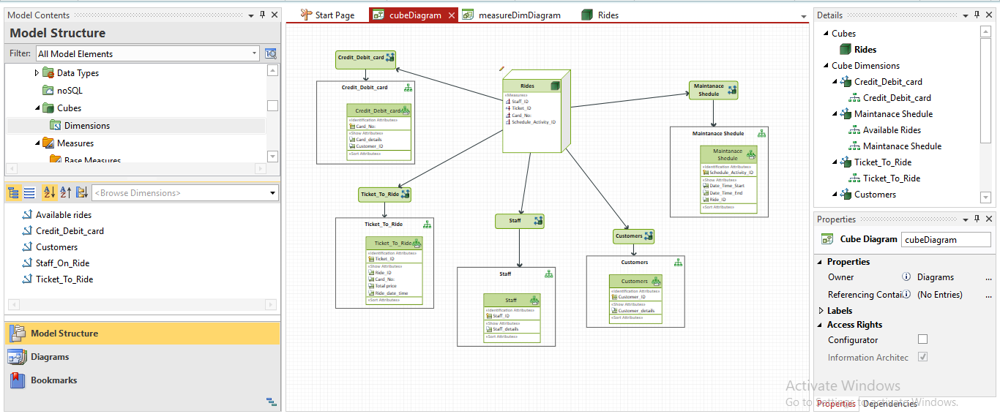 Model Contents
Model Structure
Filter: All Model Elements
Data Types
noSQL
Cubes
Dimensions
Measures
Base Measures
<Browse Dimensions>
Available rides
Credit_Debit_card
Customers
Staff_On_Ride
Ticket_To_Ride
Model Structure
Diagrams
Bookmarks
Start Page
cubeDiagram
measureDimDiagram
Rides
Credit_Debit_card
Credit_Debit_card
Credit_Debit_card
«Identification Attributes»
Card_No:
«Show Attributes»
Card_details
Customer_ID
«Sort Attributes»
Rides
«Measures»
Staff_ID
Ticket_ID
Card_No:
Schedule_Activity_ID
Maintanace
Shedule
Maintanace Shedule
Maintanace
Shedule
«Identification Attributes»
Schedule_Activity_ID
«Show Attributes»
Date_Time_Start
Date_Time_End
Ride_ID
«Sort Attributes»
Ticket_To_Ride
Ticket_To_Ride
Ticket_To_Ride
«Identification Attributes»
Ticket_ID
«Show Attributes»
Ride_ID
Card_No:
Total price
Ride_date_time
«Sort Attributes»
Staff
Staff
Staff
«Identification Attributes»
Staff_ID
«Show Attributes»
Staff_details
«Sort Attributes»
Customers
Customers
Customers
«Identification Attributes»
Customer_ID
«Show Attributes»
Customer_details
«Sort Attributes»
Details
Cubes
Rides
Cube Dimensions
Credit_Debit_card
Credit_Debit_card
Maintanace Shedule
Available Rides
Maintanace Shedule
Ticket_To_Ride
Ticket_To_Ride
Customers
Properties
Cube Diagram cubeDiagram
Properties
Owner Diagrams ...
Referencing Contai (No Entries) ...
Labels
Access Rights
Configurator
Information Architec
Activate Windows
Go to Settings to activate Windows.
Properties Dependencies